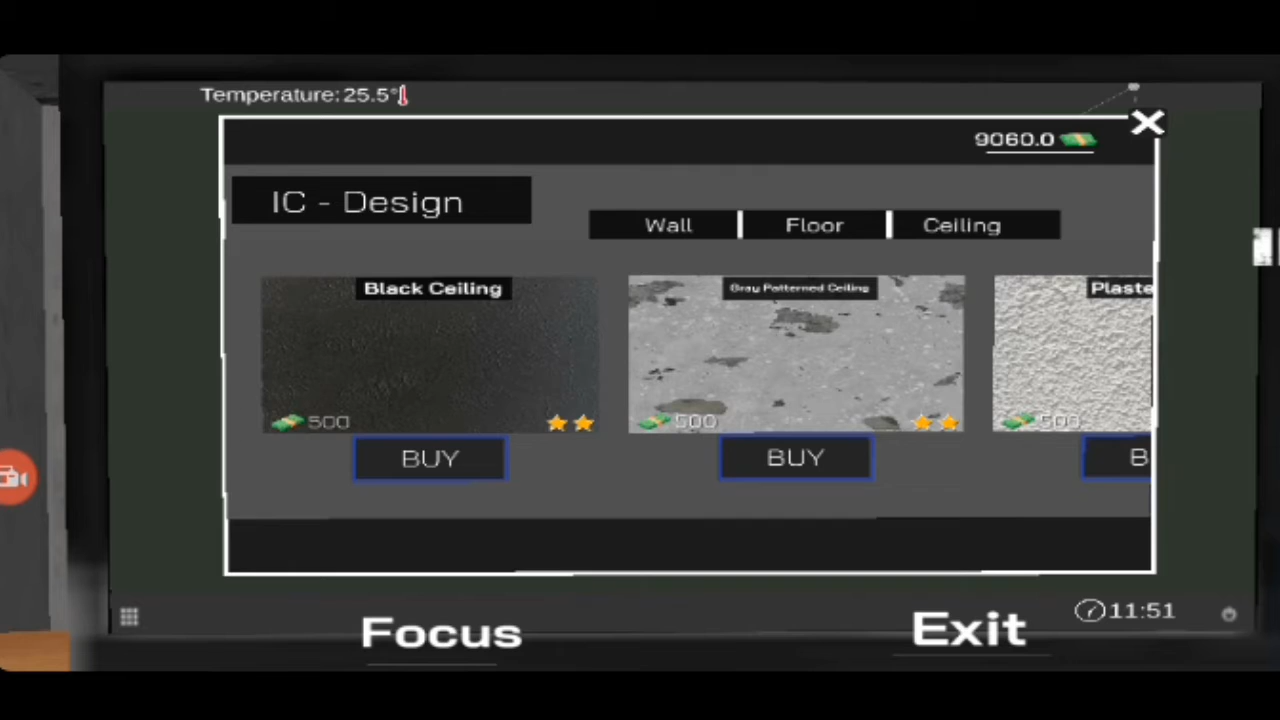 Temperature: 25.5°
9060.0
IC - Design
Wall
Floor
Ceiling
Black Ceiling
Gray Patterned Ceiling
Plaste
500
500
500
BUY
BUY
B
11:51
Focus
Exit